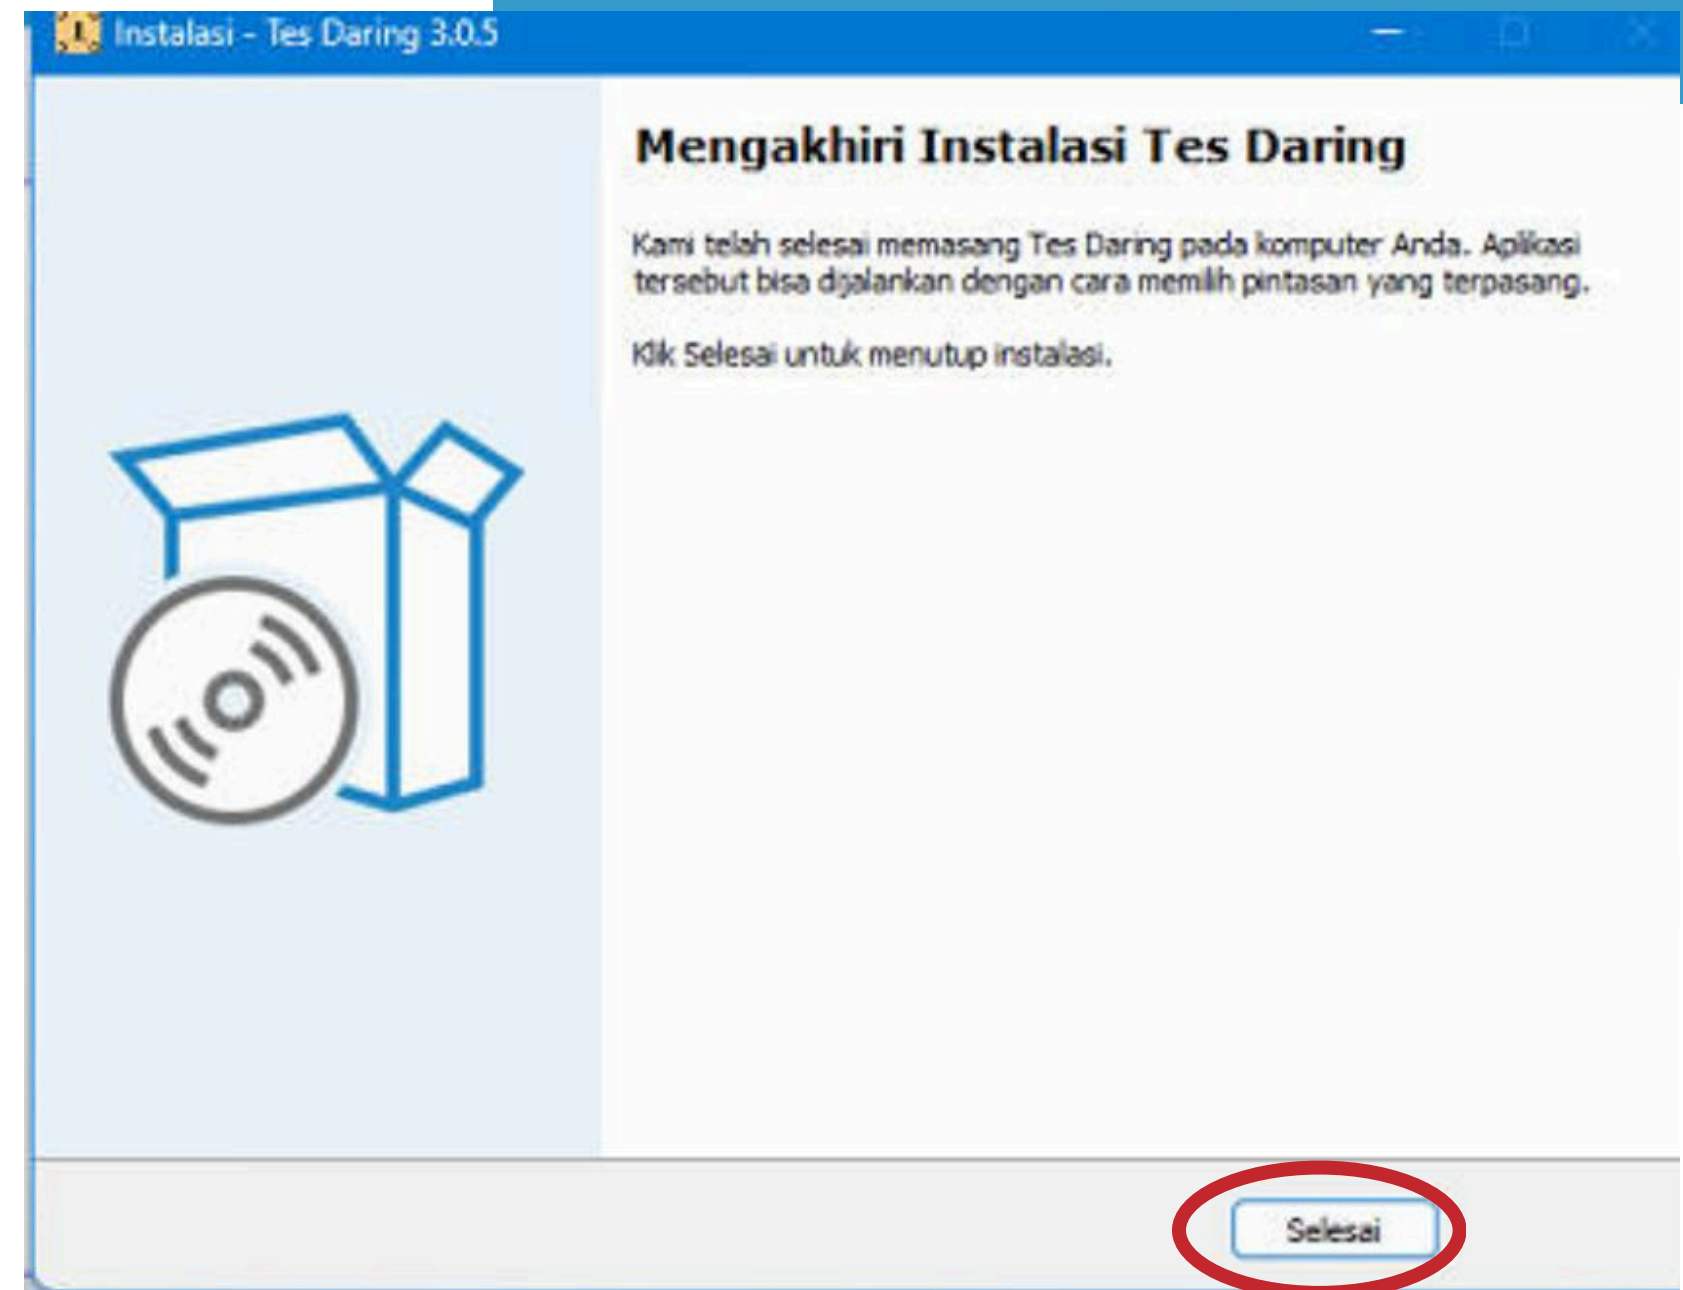 Instalasi - Tes Daring 3.0.5
Mengakhiri Instalasi Tes Daring
Kami telah selesai memasang Tes Daring pada komputer Anda. Aplikasi
tersebut bisa dijalankan dengan cara memilih pintasan yang terpasang.
Klik Selesai untuk menutup instalasi.
Selesai